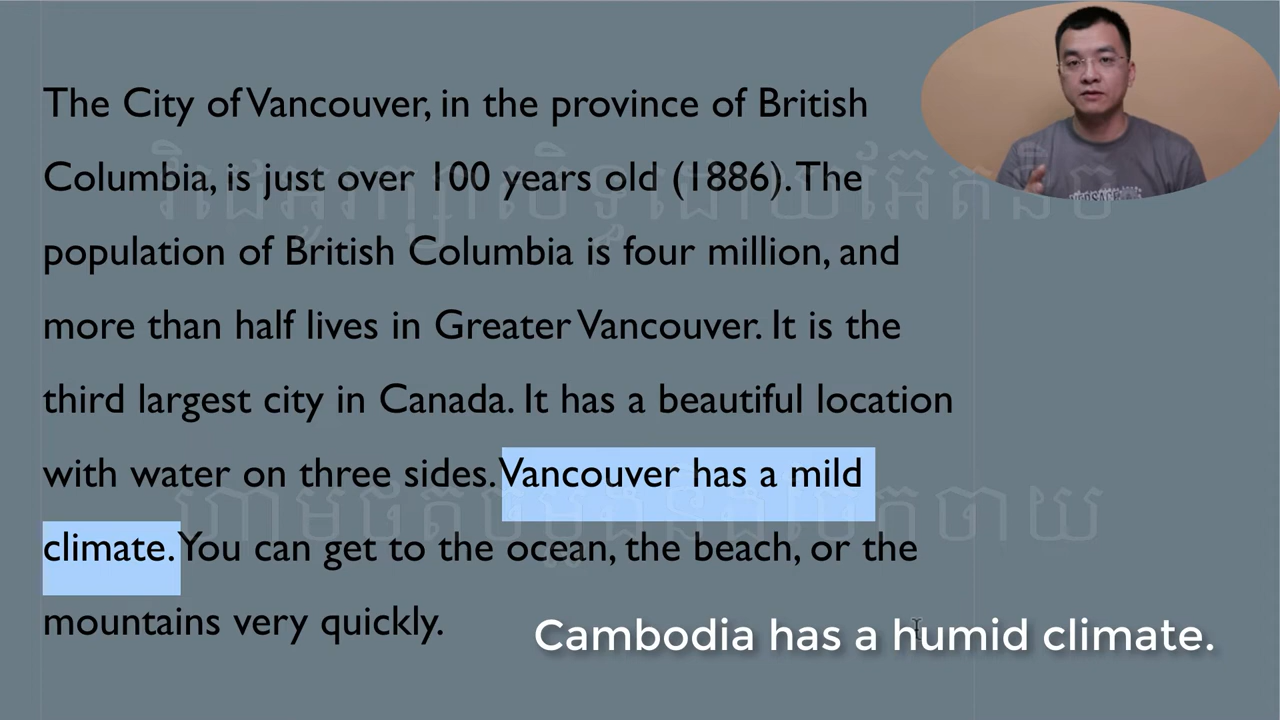 The City of Vancouver, in the province of British
Columbia, is just over 100 years old (1886). The
population of British Columbia is four million, and
more than half lives in Greater Vancouver. It is the
third largest city in Canada. It has a beautiful location
with water on three sides. Vancouver has a mild
climate. You can get to the ocean, the beach, or the
mountains very quickly.
Cambodia has a humid climate.